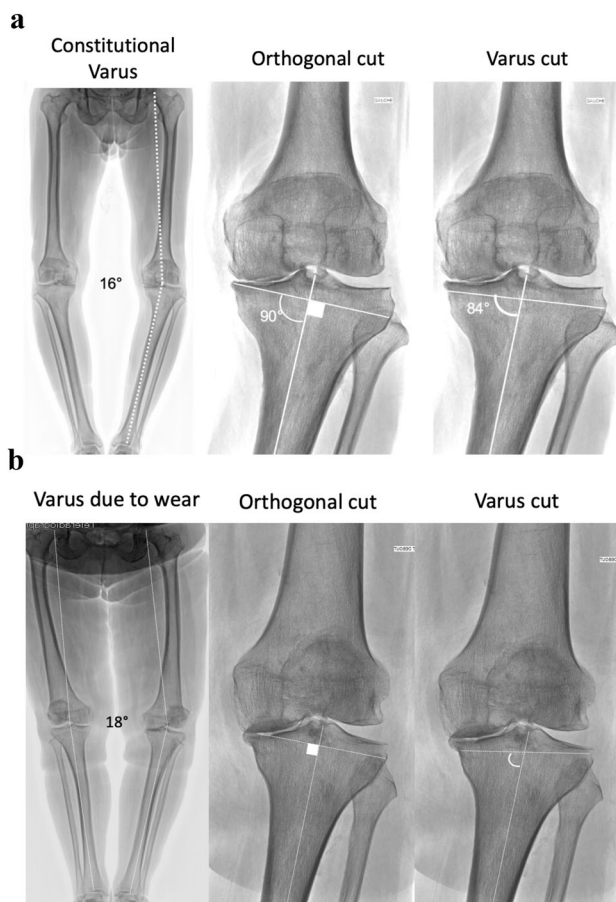 a
Constitutional
Varus
Orthogonal cut
Varus cut
16°
90°
84°
b
Varus due to wear
Orthogonal cut
Varus cut
18°